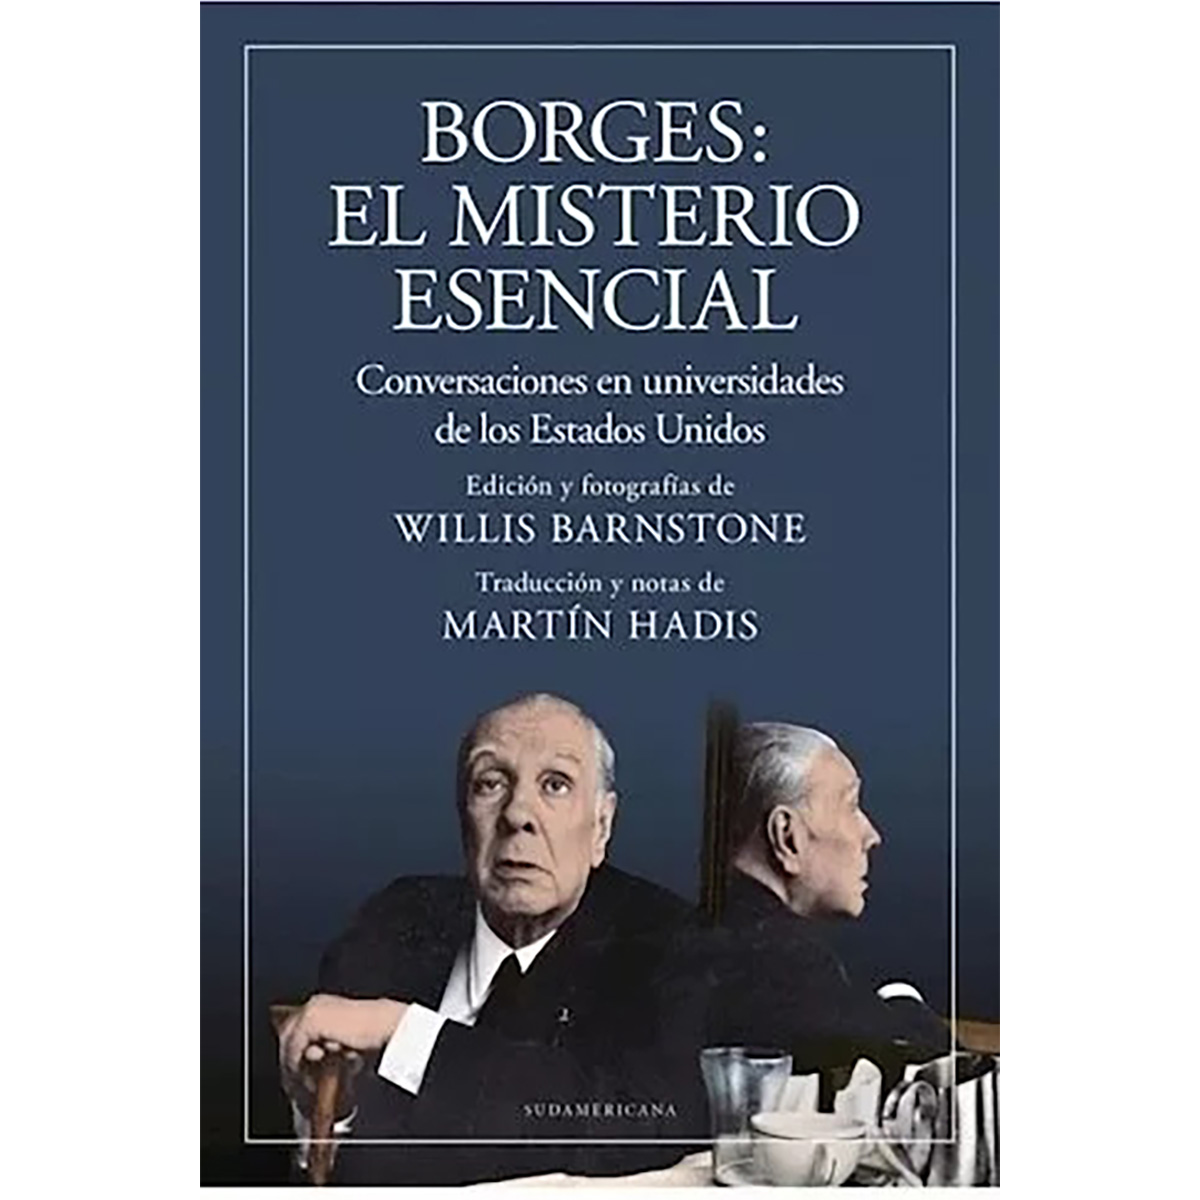 BORGES:
EL MISTERIO
ESENCIAL
Conversaciones en universidades
de los Estados Unidos
Edición y fotografías de
WILLIS BARNSTONE
Traducción y notas de
MARTÍN HADIS
SUDAMERICANA